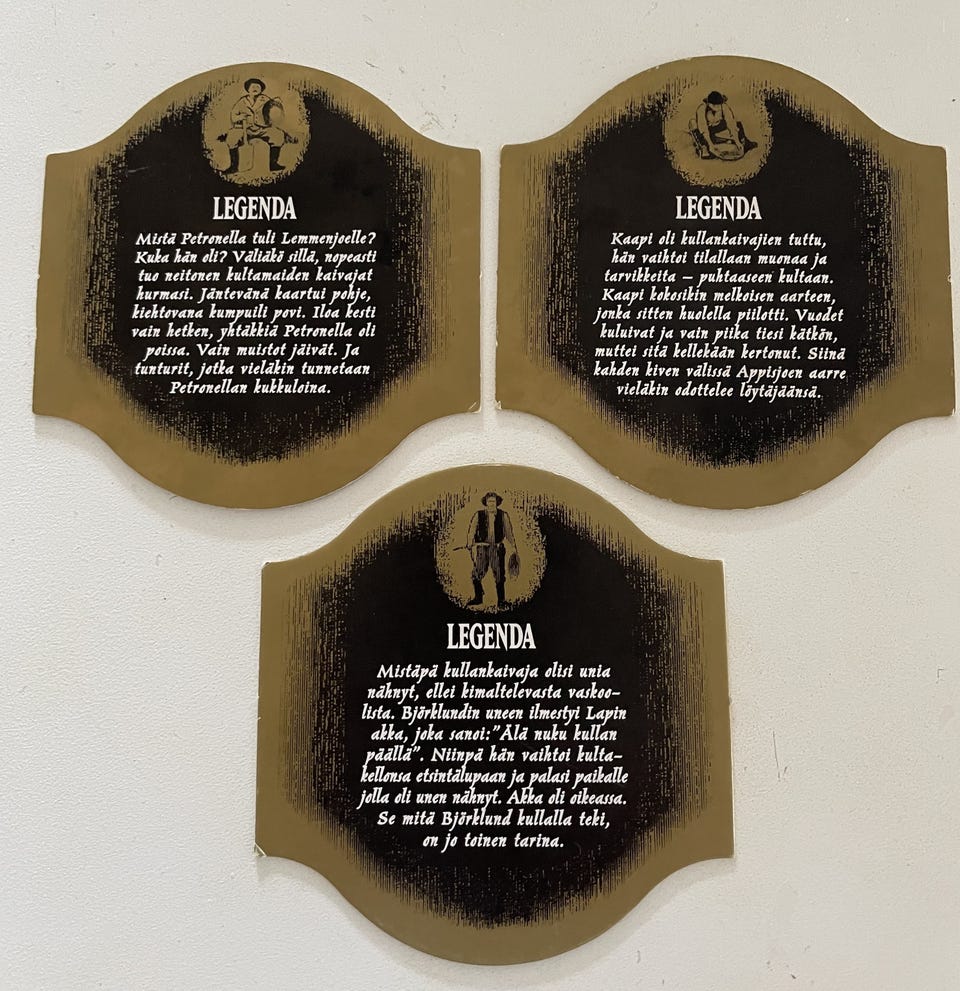 LEGENDA
Mistä Petronella tuli Lemmenjoelle?
Kuka hän oli? Väliäkö sillä, nopeasti
tuo neitonen kultamaiden kaivajat
hurmasi. Jäntevänä kaartui pohje,
kiehtovana kumpuili povi. Iloa kesti
vain hetken, yhtäkkiä Petronella oli
poissa. Vain muistot jäivät. Ja
tunturit, jotka vieläkin tunnetaan
Petronellan kukkuloina.
LEGENDA
Kaapi oli kullankaivajien tuttu,
hän vaihtoi tilallaan muonaa ja
tarvikkeita – puhtaaseen kultaan.
Kaapi kokosikin melkoisen aarteen,
jonka sitten huolella piilotti. Vuodet
kuluivat ja vain piika tiesi kätkön,
muttei sitä kellekään kertonut. Siinä
kahden kiven välissä Appisjoen aarre
vieläkin odottelee löytäjäänsä.
LEGENDA
Mistäpä kullankaivaja olisi unia
nähnyt, ellei kimaltelevasta vaskoo-
lista. Björklundin uneen ilmestyi Lapin
akka, joka sanoi:"Älä nuku kullan
päällä". Niinpä hän vaihtoi kulta-
kellonsa etsintälupaan ja palasi paikalle
jolla oli unen nähnyt. Akka oli oikeassa.
Se mitä Björklund kullalla teki,
on jo toinen tarina.